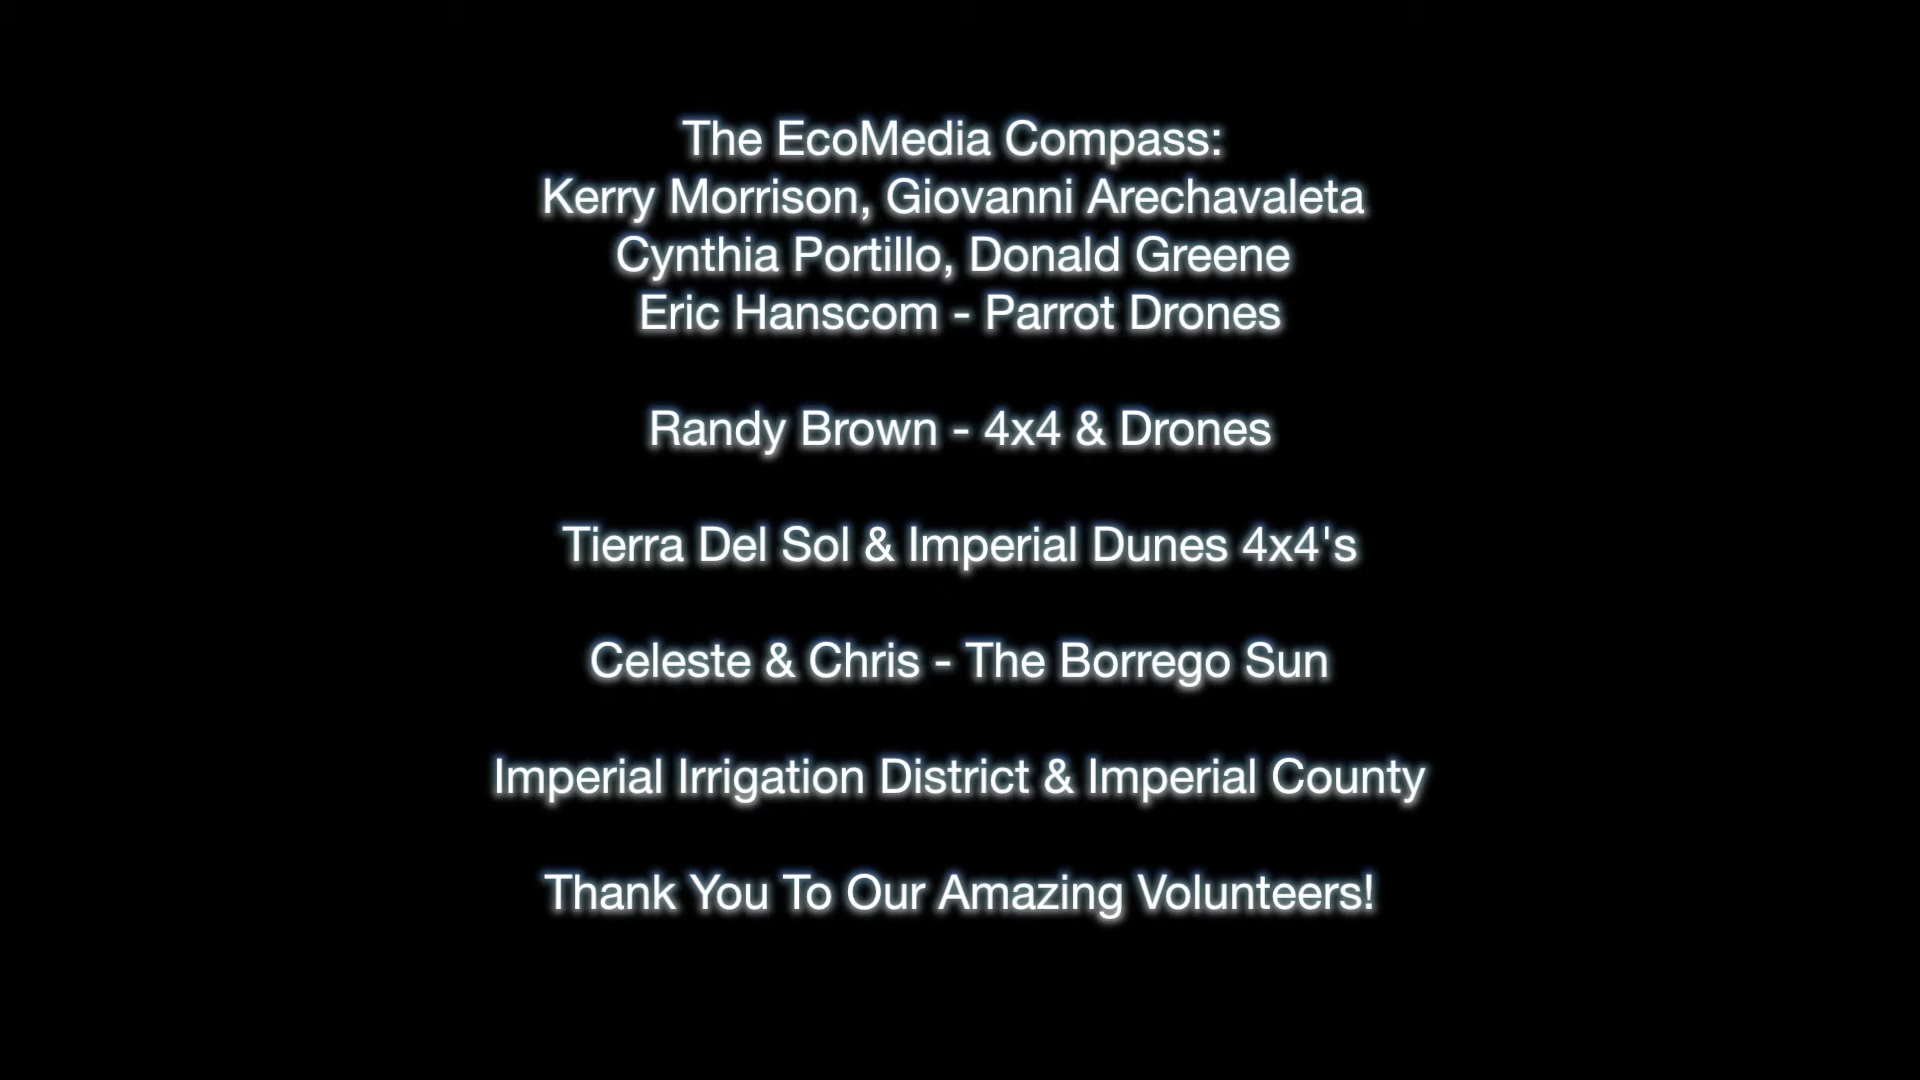 The EcoMedia Compass:
Kerry Morrison, Giovanni Arechavaleta
Cynthia Portillo, Donald Greene
Eric Hanscom - Parrot Drones
Randy Brown - 4x4 & Drones
Tierra Del Sol & Imperial Dunes 4x4's
Celeste & Chris - The Borrego Sun
Imperial Irrigation District & Imperial County
Thank You To Our Amazing Volunteers!